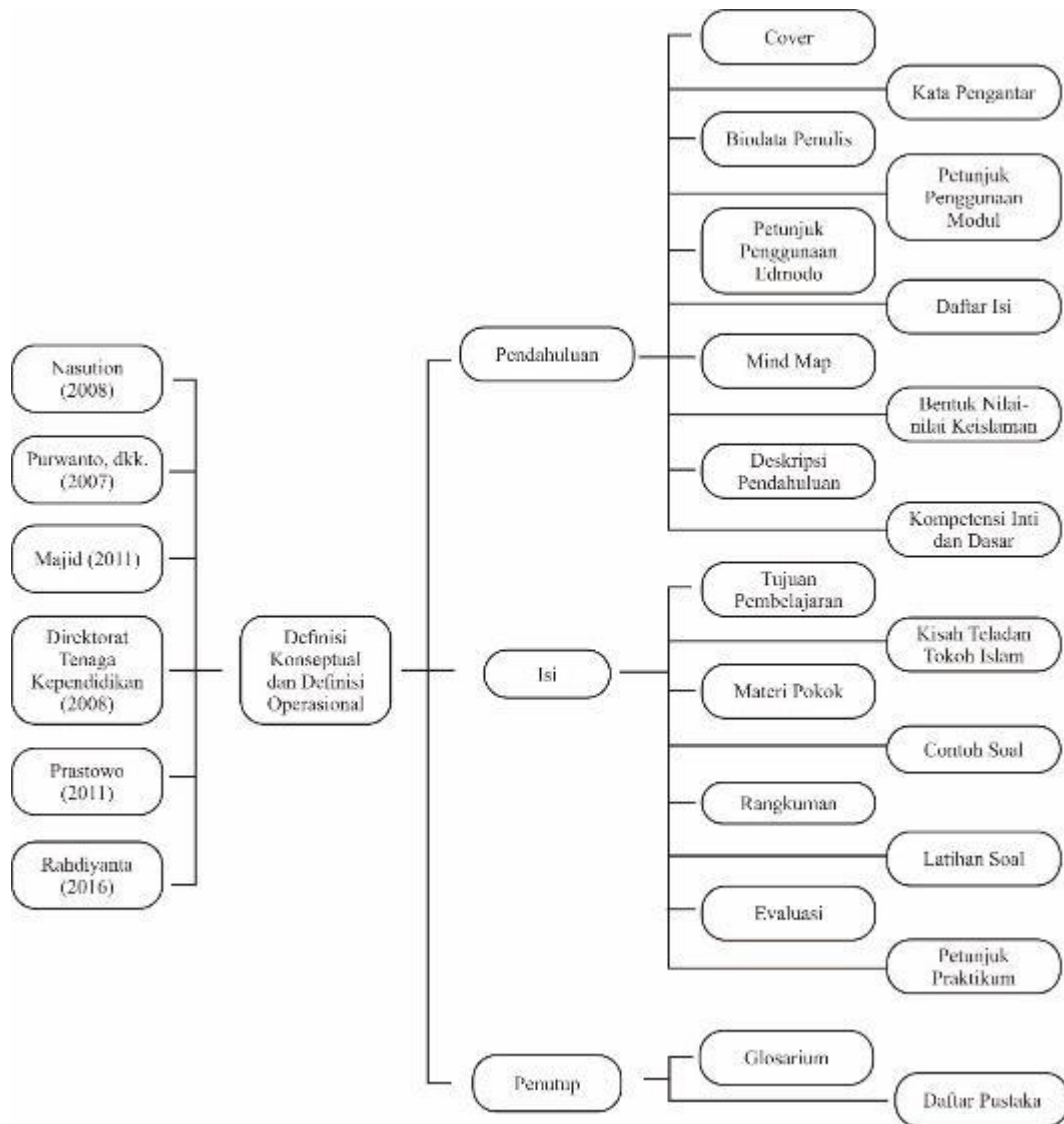 Nasution
(2008)
Purwanto, dkk.
(2007)
Majid (2011)
Direktorat
Tenaga
Kependidikan
(2008)
Prastowo
(2011)
Rahdiyanta
(2016)
Definisi
Konseptual
dan Definisi
Operasional
Pendahuluan
Cover
Kata Pengantar
Biodata Penulis
Petunjuk
Penggunaan
Modul
Petunjuk
Penggunaan
Edmodo
Daftar Isi
Mind Map
Bentuk Nilai-
nilai Keislaman
Deskripsi
Pendahuluan
Kompetensi Inti
dan Dasar
Isi
Tujuan
Pembelajaran
Kisah Teladan
Tokoh Islam
Materi Pokok
Contoh Soal
Rangkuman
Latihan Soal
Evaluasi
Petunjuk
Praktikum
Penutup
Glosarium
Daftar Pustaka